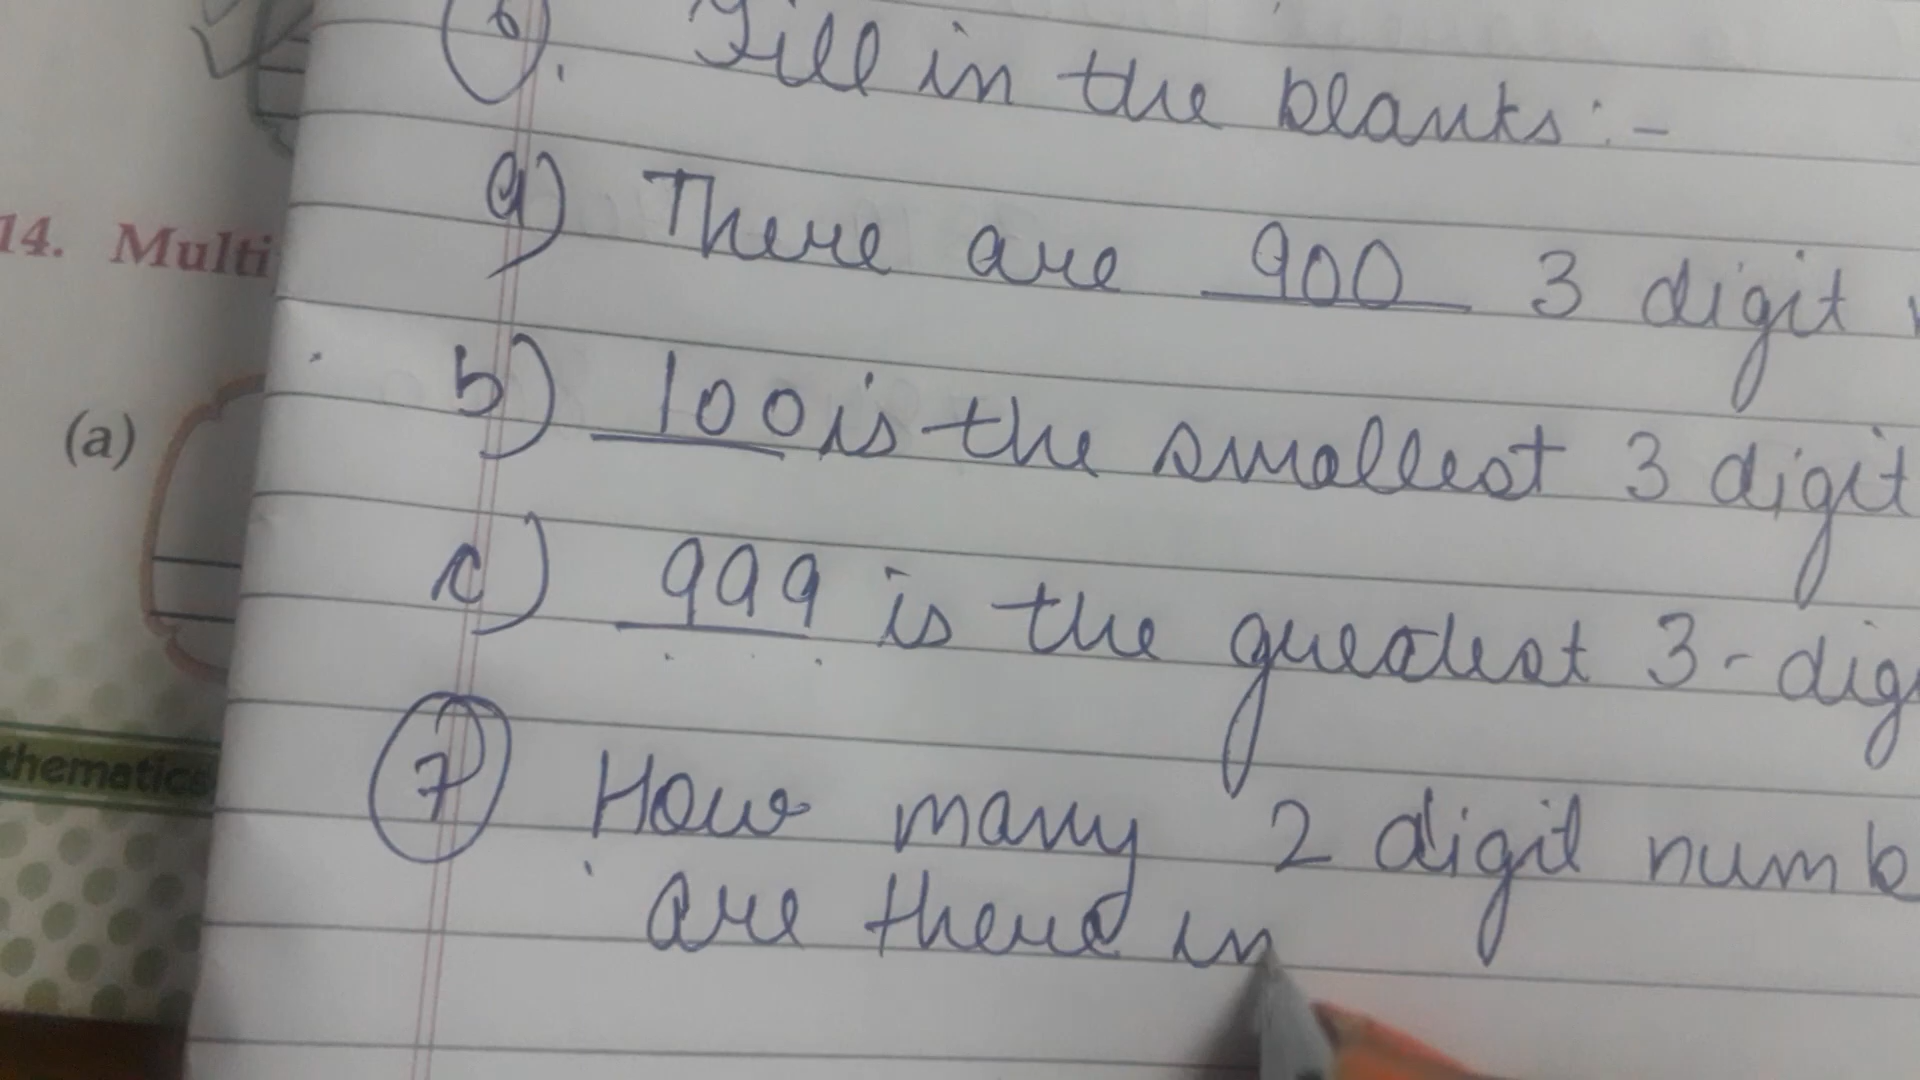 6. Fill in the blanks :-
a) There are 900 3 digit
b) 100 is the smallest 3 digit
c) 999 is the greatest 3-dig
7 How many 2 digit numb
are there in
14. Multi
(a)
thematics